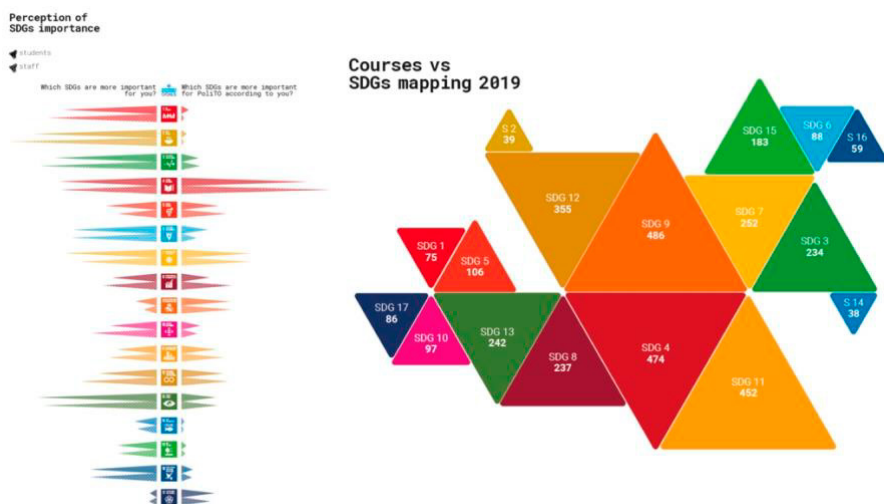 Perception of
SDGs importance
students
staff
Which SDGs are more important
for you?
Which SDGs are more important
for PoliTO according to you?
Courses vs
SDGs mapping 2019
S 2
39
SDG 15
183
SDG 6
88
S 16
59
SDG 12
355
SDG 9
486
SDG 7
252
SDG 3
234
SDG 1
75
SDG 5
106
S 14
38
SDG 17
86
SDG 10
97
SDG 13
242
SDG 8
237
SDG 4
474
SDG 11
452